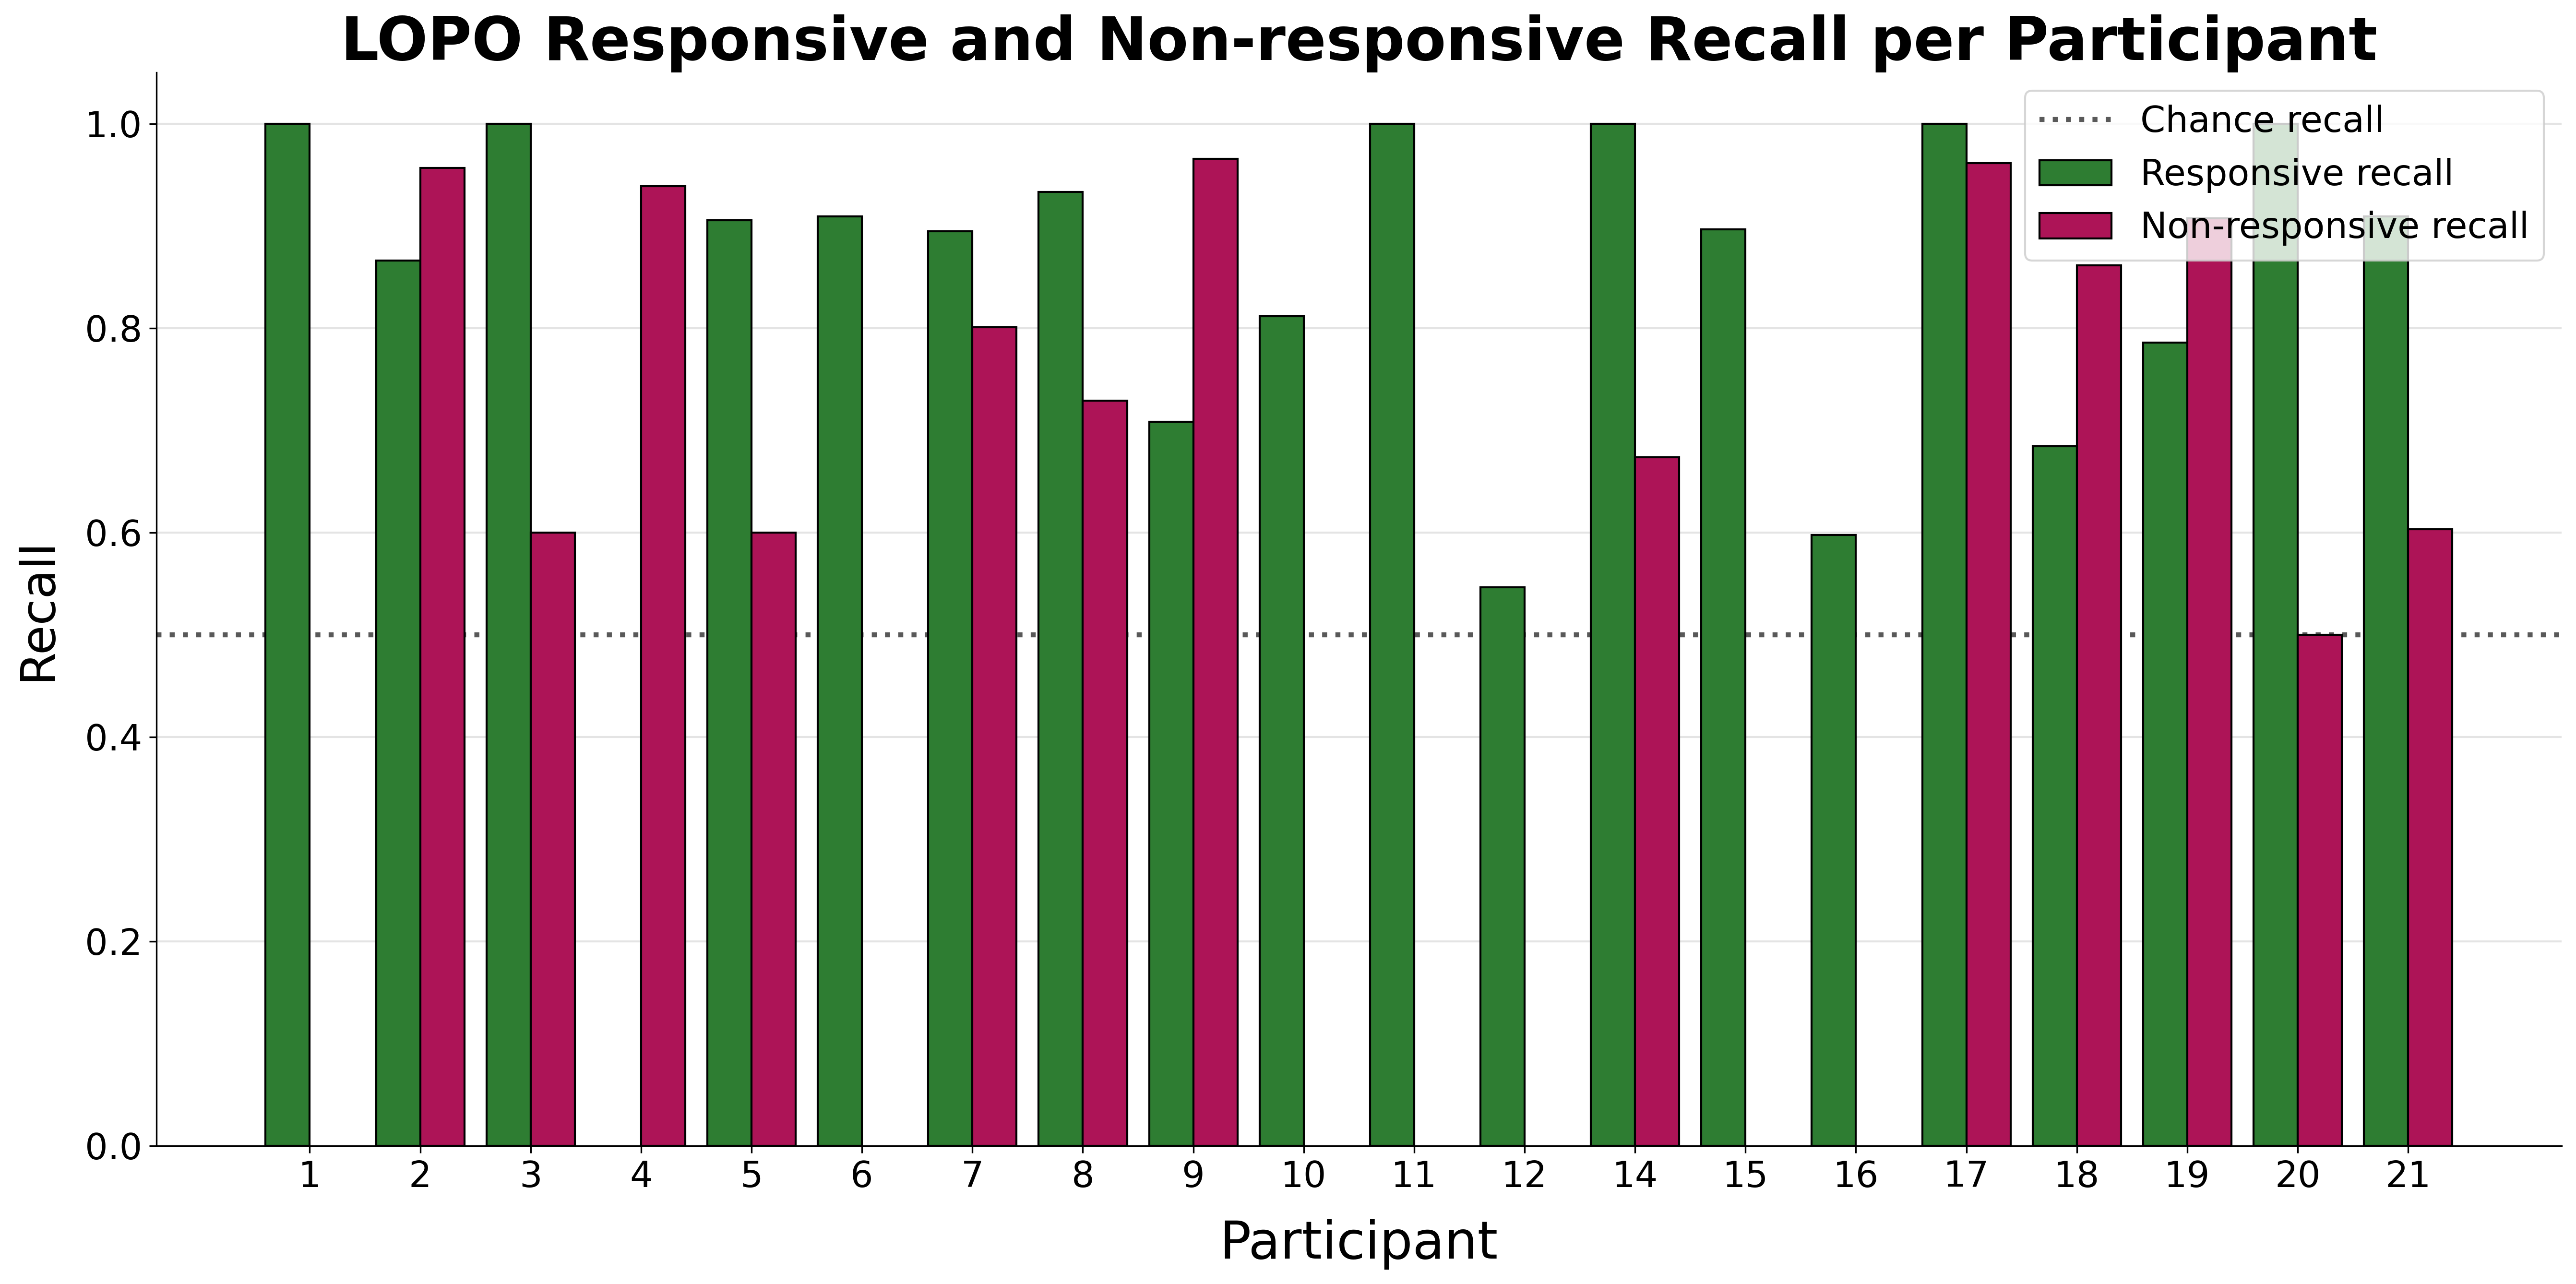 LOPO Responsive and Non-responsive Recall per Participant
Chance recall
Responsive recall
Non-responsive recall
1.0
0.8
0.6
0.4
0.2
0.0
Recall
1 2 3 4 5 6 7 8 9 10 11 12 14 15 16 17 18 19 20 21
Participant